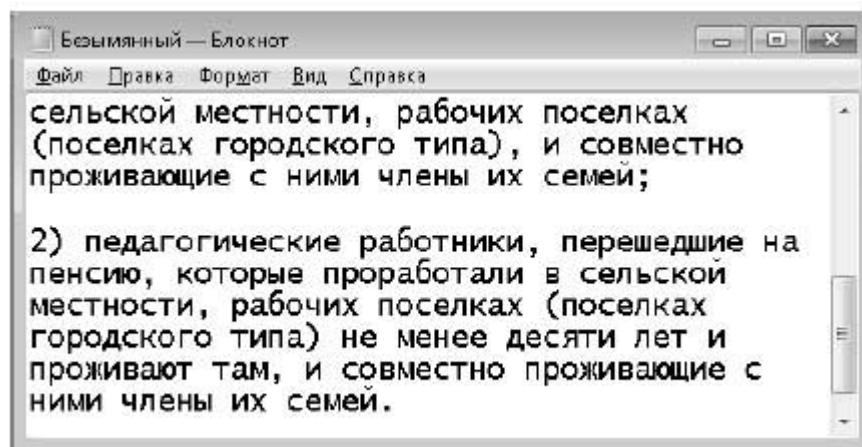 Безымянный — Блокнот
Файл Правка Формат Вид Справка
сельской местности, рабочих поселках
(поселках городского типа), и совместно
проживающие с ними члены их семей;
2) педагогические работники, перешедшие на
пенсию, которые проработали в сельской
местности, рабочих поселках (поселках
городского типа) не менее десяти лет и
проживают там, и совместно проживающие с
ними члены их семей.